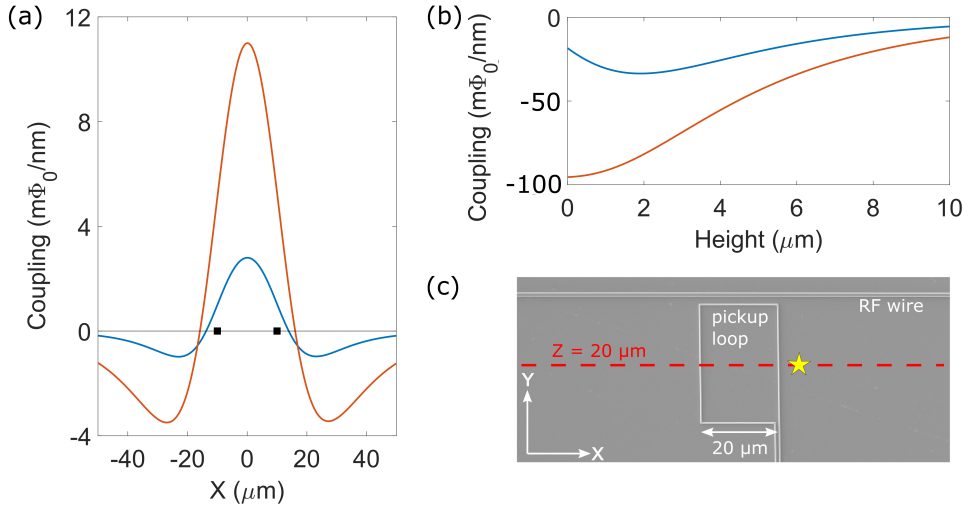 (a)
Coupling (mΦ₀/nm)
12
8
4
0
-4
-40
-20
0
20
40
X (μm)
(b)
Coupling (mΦ₀/nm)
0
-50
-100
0
2
4
6
8
10
Height (μm)
(c)
RF wire
pickup
loop
Z = 20 μm
Y
X
20 μm